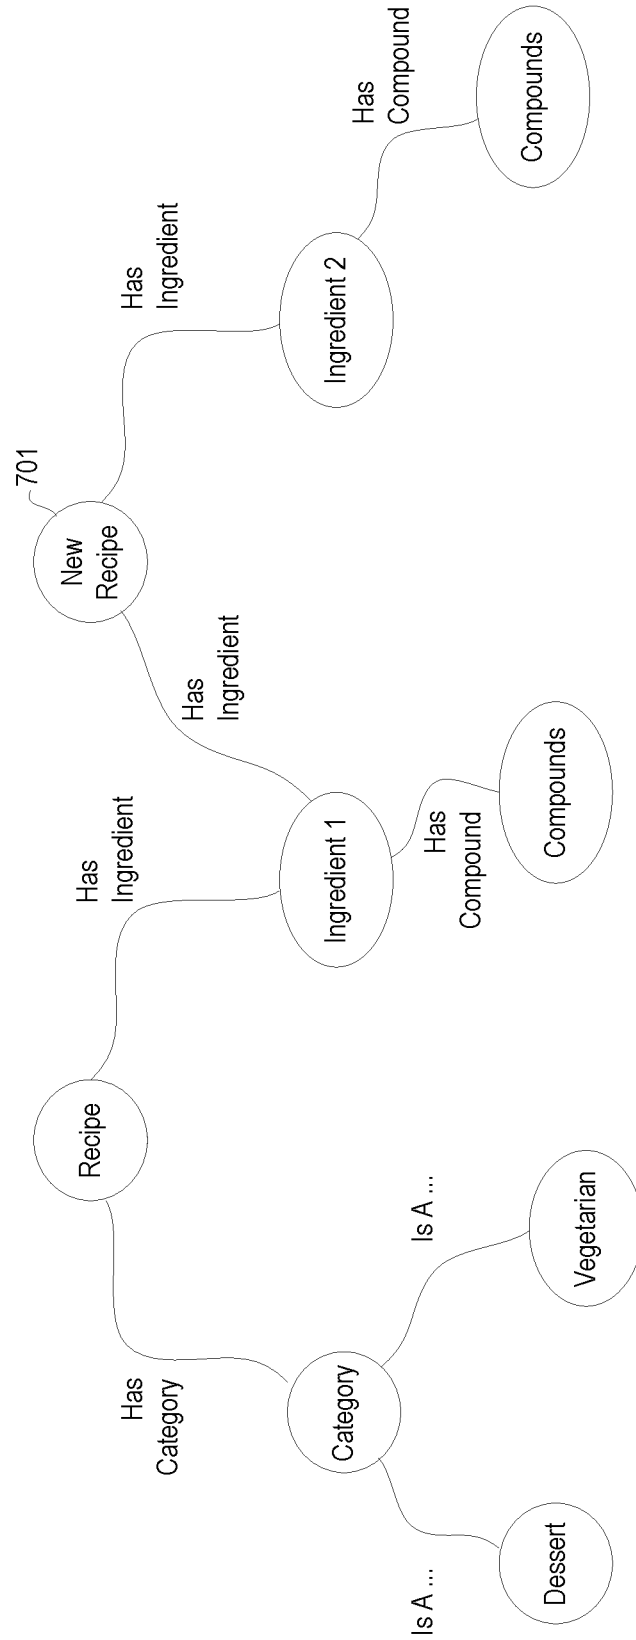 701
New
Recipe
Recipe
Has
Ingredient
Has
Ingredient
Has
Category
Has
Ingredient
Has
Compound
Category
Ingredient 1
Ingredient 2
Is A ...
Is A ...
Has
Compound
Dessert
Vegetarian
Compounds
Compounds